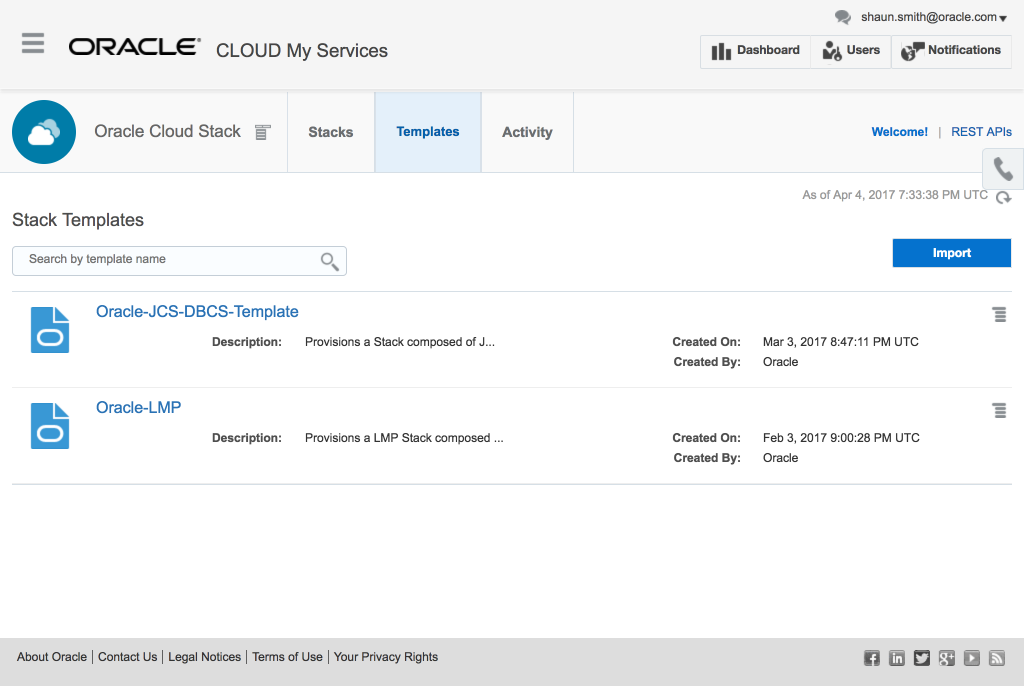 shaun.smith@oracle.com
ORACLE® CLOUD My Services
Dashboard Users Notifications
Oracle Cloud Stack Stacks Templates Activity Welcome! | REST APIs
As of Apr 4, 2017 7:33:38 PM UTC
Stack Templates
Search by template name
Import
Oracle-JCS-DBCS-Template
Description: Provisions a Stack composed of J... Created On: Mar 3, 2017 8:47:11 PM UTC
Created By: Oracle
Oracle-LMP
Description: Provisions a LMP Stack composed ... Created On: Feb 3, 2017 9:00:28 PM UTC
Created By: Oracle
About Oracle | Contact Us | Legal Notices | Terms of Use | Your Privacy Rights